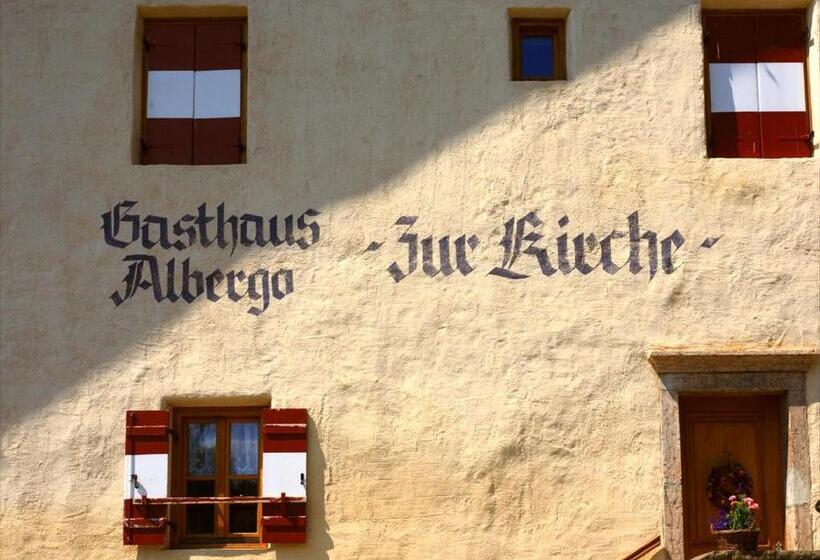 Gasthaus
Albergo
- Zur Kirche -